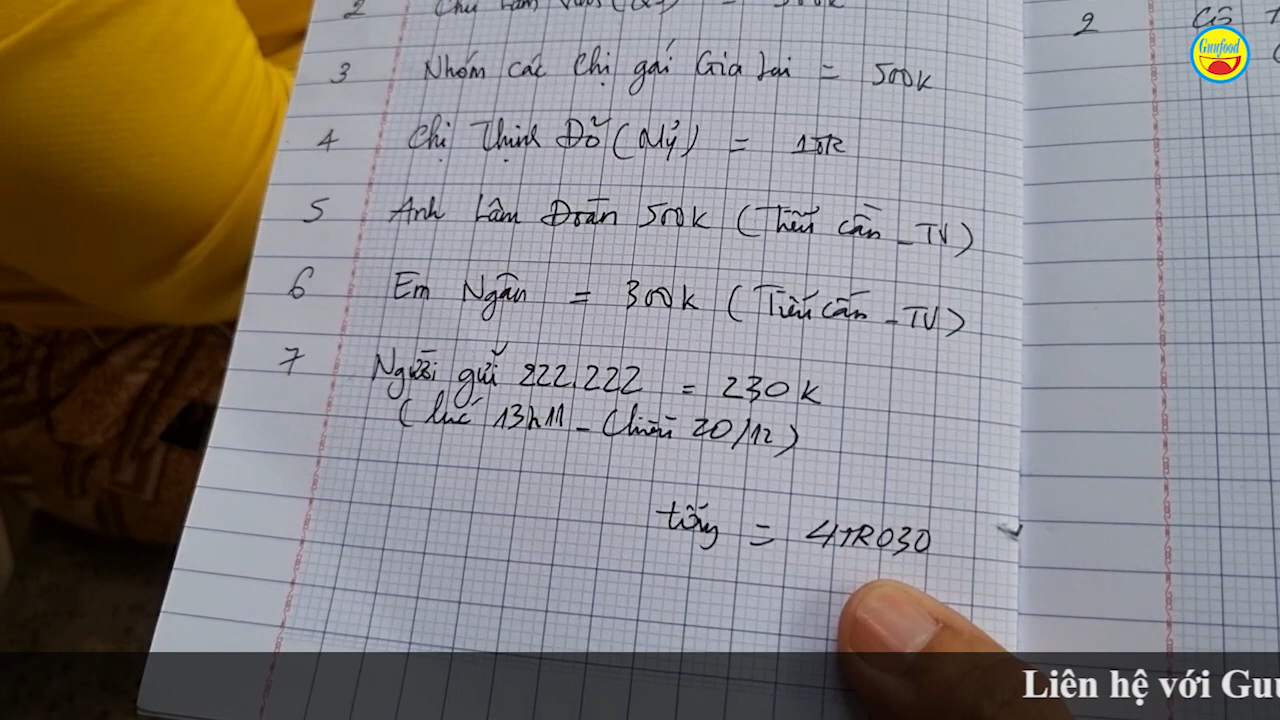 2
3 Nhóm các chị gái Gia Lai = 500k
4 Chị Thịnh Đỗ (Mỹ) = 1TR
5 Anh Lâm Đoàn 500k (Tiểu Cần - TV)
6 Em Ngân = 300k (Tiểu Cần - TV)
7 Người gửi 222.222 = 230k
(lúc 13h11 - Chiều 20/12)
tổng = 4TR030
2
Gunfood
Liên hệ với